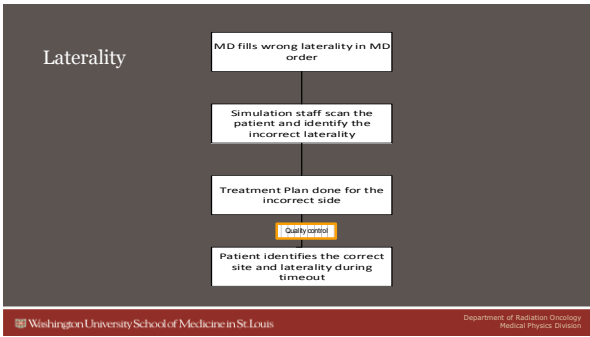 Laterality
MD fills wrong laterality in MD
order
Simulation staff scan the
patient and identify the
incorrect laterality
Treatment Plan done for the
incorrect side
Quality control
Patient identifies the correct
site and laterality during
timeout
Washington University School of Medicine in St. Louis
Department of Radiation Oncology
Medical Physics Division